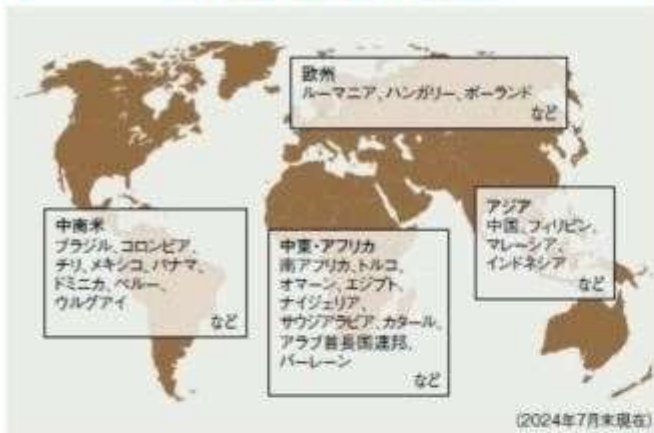 欧州
ルーマニア、ハンガリー、ポーランド
など
中南米
ブラジル、コロンビア、
チリ、メキシコ、パナマ、
ドミニカ、ペルー、
ウルグアイ
など
中東・アフリカ
南アフリカ、トルコ、
オマーン、エジプト、
ナイジェリア、
サウジアラビア、カタール、
アラブ首長国連邦、
バーレーン
など
アジア
中国、フィリピン、
マレーシア、
インドネシア
など
(2024年7月末現在)